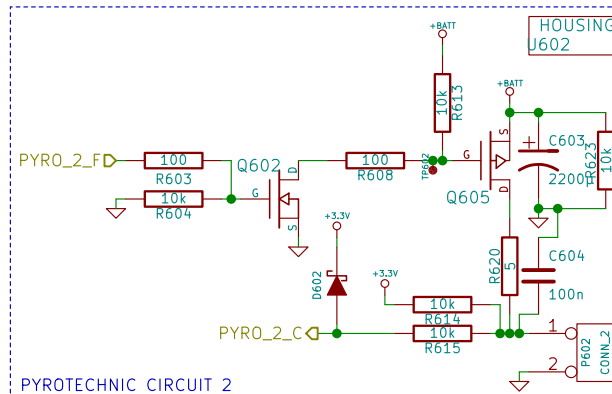 HOUSING
U602
+BATT
10k
R613
+BATT
S
G
D
Q605
C603
2200µ
R623
10k
PYRO_2_F
100
R603
10k
R604
Q602
G
D
S
100
R608
TP602
+3.3V
D602
+3.3V
10k
R614
PYRO_2_C
10k
R615
R620
5
C604
100n
1
2
P602
CONN_2
PYROTECHNIC CIRCUIT 2